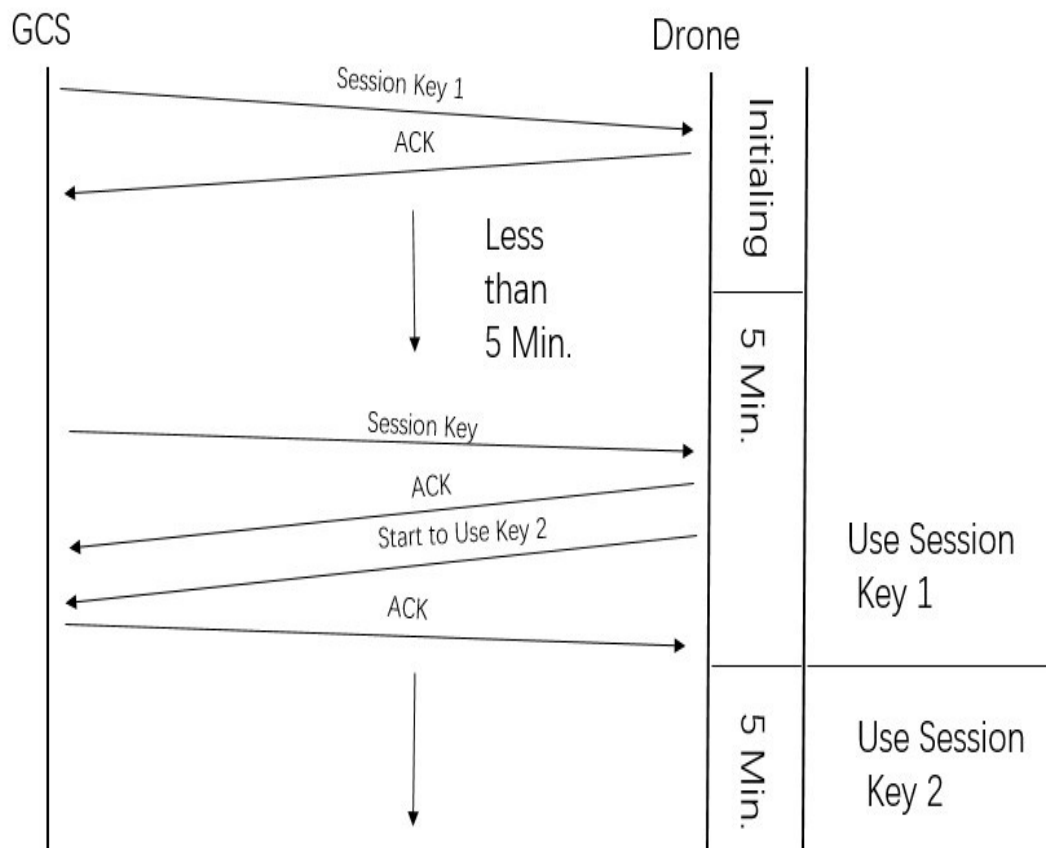 GCS
Drone
Session Key 1
ACK
Initialing
Less
than
5 Min.
5 Min.
Session Key
ACK
Start to Use Key 2
ACK
Use Session
Key 1
5 Min.
Use Session
Key 2